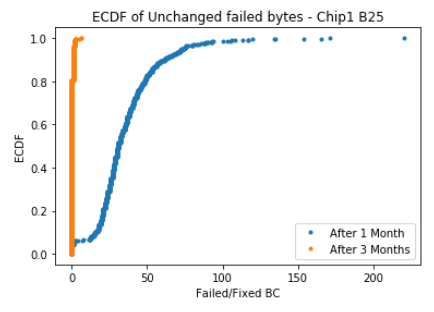 ECDF of Unchanged failed bytes - Chip1 B25
1.0
0.8
0.6
0.4
0.2
0.0
ECDF
After 1 Month
After 3 Months
0 50 100 150 200
Failed/Fixed BC